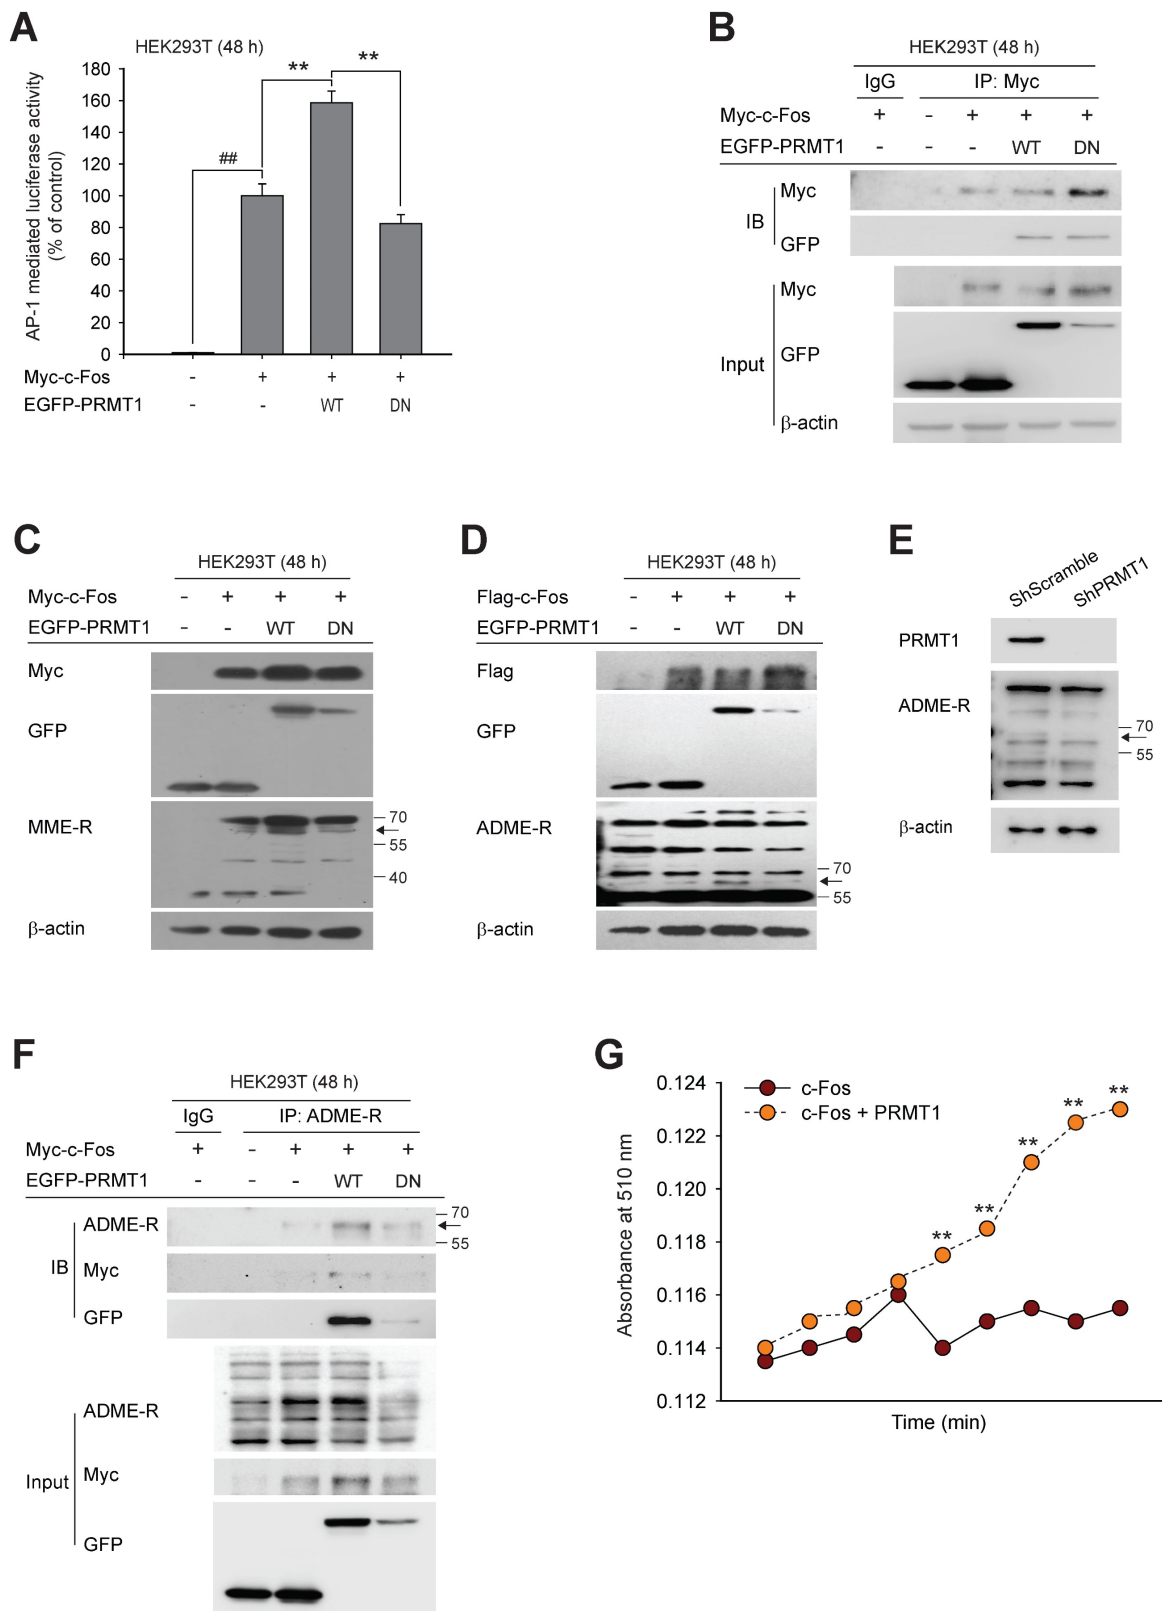 A
HEK293T (48 h)
AP-1 mediated luciferase activity
(% of control)
180
160
140
120
100
80
60
40
20
0
##
**
**
Myc-c-Fos - + + +
EGFP-PRMT1 - - WT DN
B
HEK293T (48 h)
IgG IP: Myc
Myc-c-Fos + - + + +
EGFP-PRMT1 - - - WT DN
IB
Myc
GFP
Input
Myc
GFP
β-actin
C
HEK293T (48 h)
Myc-c-Fos - + + +
EGFP-PRMT1 - - WT DN
Myc
GFP
MME-R
70
55
40
β-actin
D
HEK293T (48 h)
Flag-c-Fos - + + +
EGFP-PRMT1 - - WT DN
Flag
GFP
ADME-R
70
55
β-actin
E
ShScramble
ShPRMT1
PRMT1
ADME-R
70
55
β-actin
F
HEK293T (48 h)
IgG IP: ADME-R
Myc-c-Fos + - + + +
EGFP-PRMT1 - - - WT DN
IB
ADME-R
70
55
Myc
GFP
Input
ADME-R
Myc
GFP
G
c-Fos
c-Fos + PRMT1
Absorbance at 510 nm
0.124
0.122
0.120
0.118
0.116
0.114
0.112
**
**
**
**
**
Time (min)